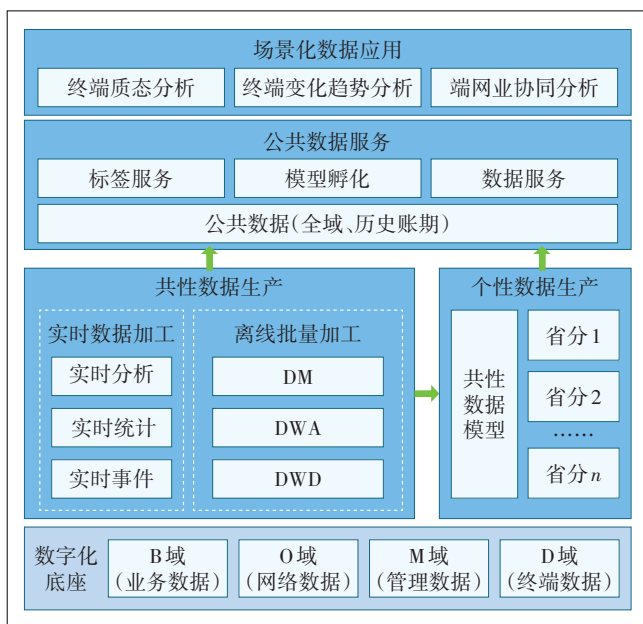 场景化数据应用
终端质态分析
终端变化趋势分析
端网业协同分析
公共数据服务
标签服务
模型孵化
数据服务
公共数据(全域、历史账期)
共性数据生产
实时数据加工
实时分析
实时统计
实时事件
离线批量加工
DM
DWA
DWD
个性数据生产
共性
数据
模型
省分1
省分2
……
省分n
数字化
底座
B域
(业务数据)
O域
(网络数据)
M域
(管理数据)
D域
(终端数据)